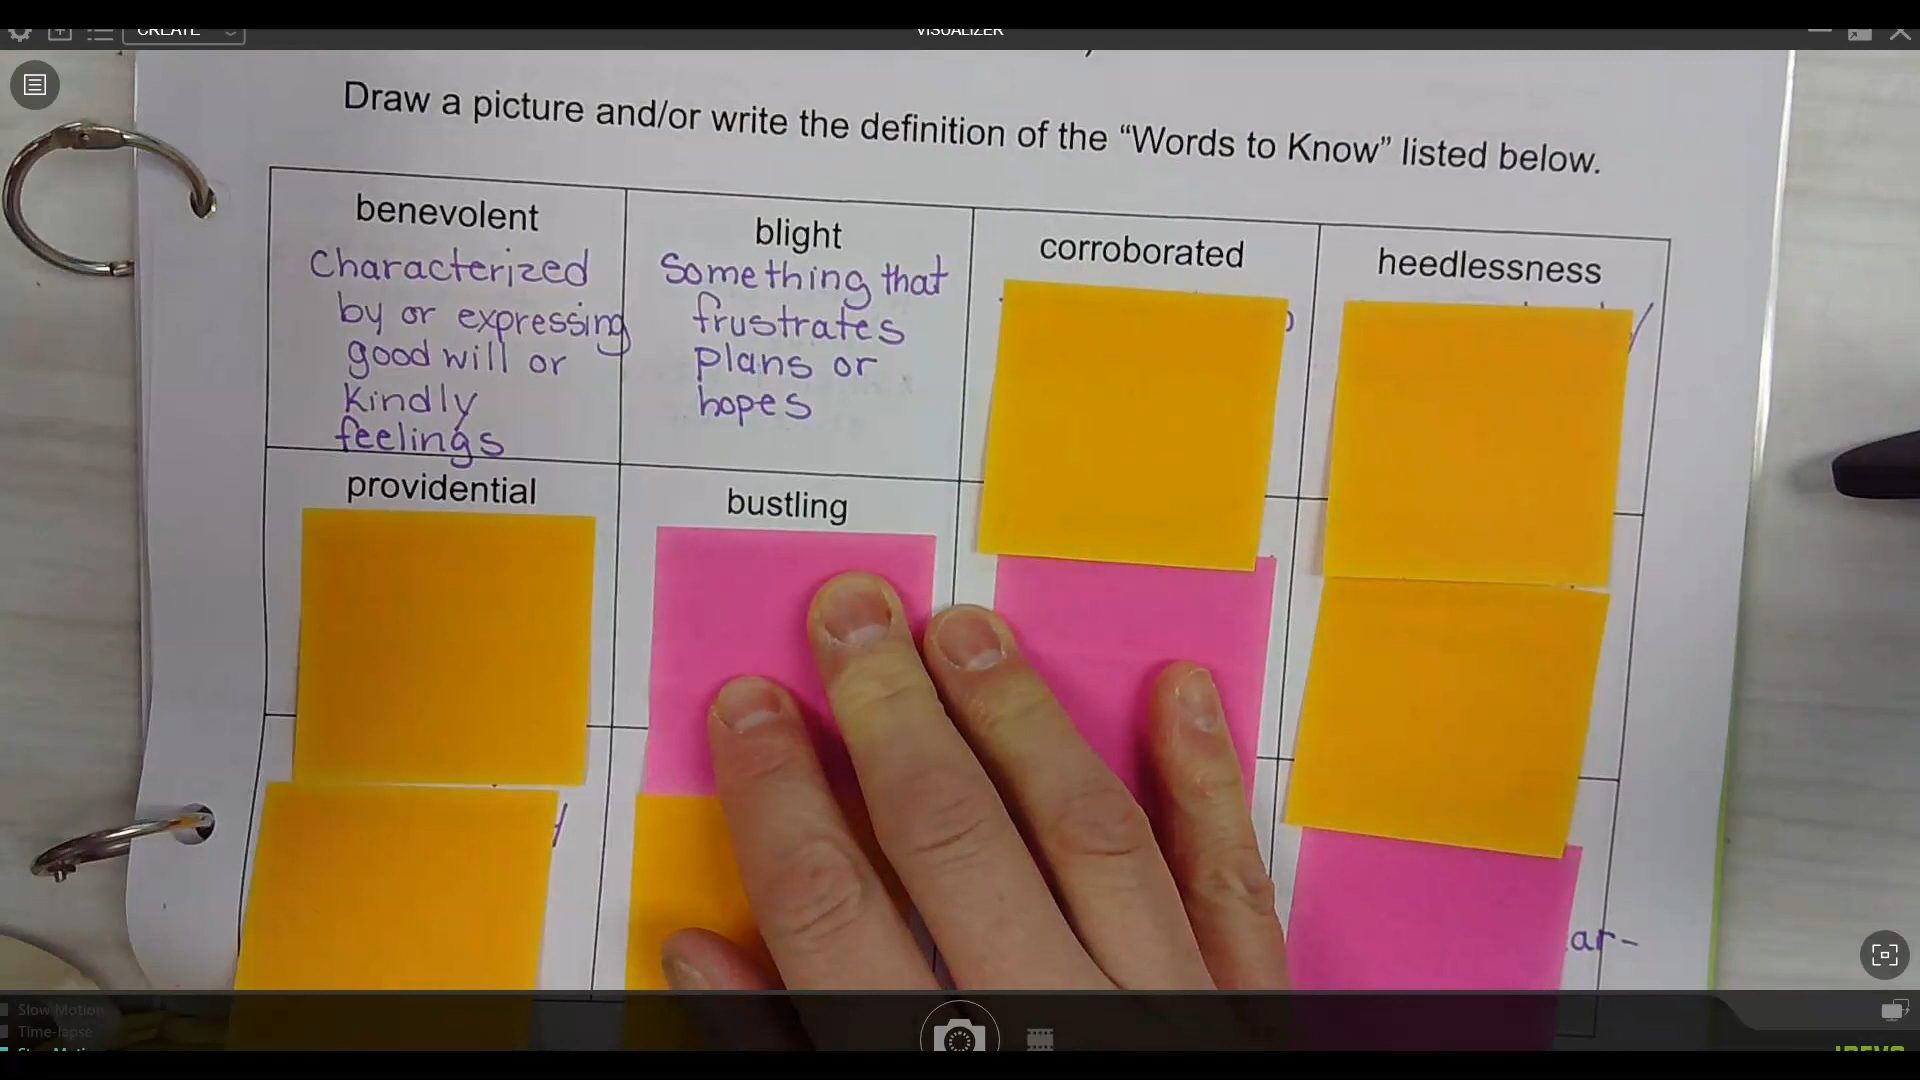 CREATE
VISUALIZER
Draw a picture and/or write the definition of the “Words to Know” listed below.
benevolent
Characterized
by or expressing
good will or
Kindly
feelings
blight
Something that
frustrates
plans or
hopes
corroborated
heedlessness
providential
bustling
ar-
Slow Motion
Time-lapse